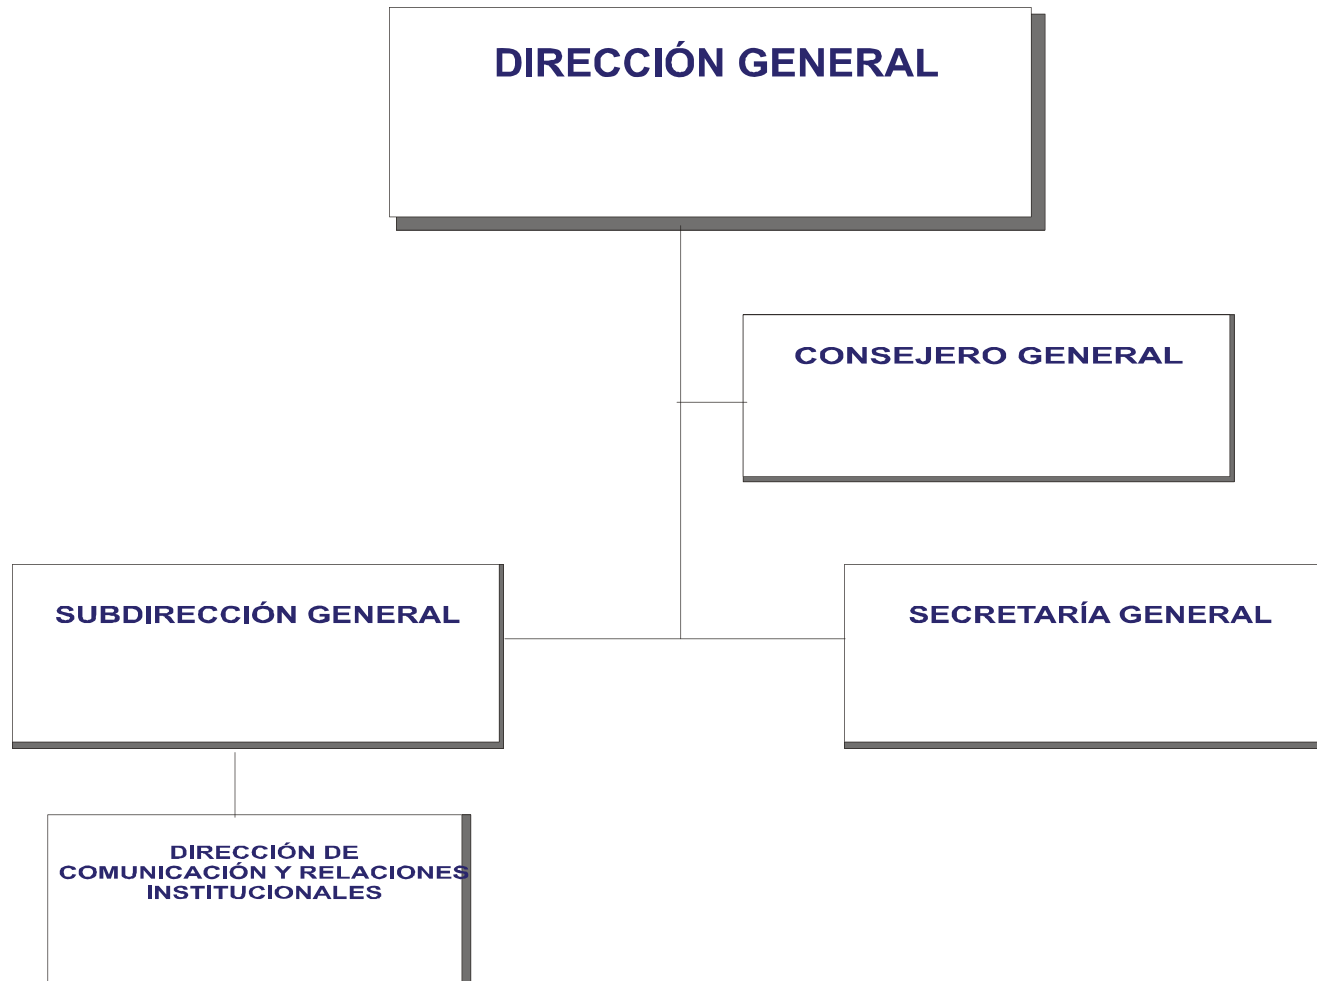 DIRECCIÓN GENERAL
CONSEJERO GENERAL
SUBDIRECCIÓN GENERAL
SECRETARÍA GENERAL
DIRECCIÓN DE
COMUNICACIÓN Y RELACIONES
INSTITUCIONALES